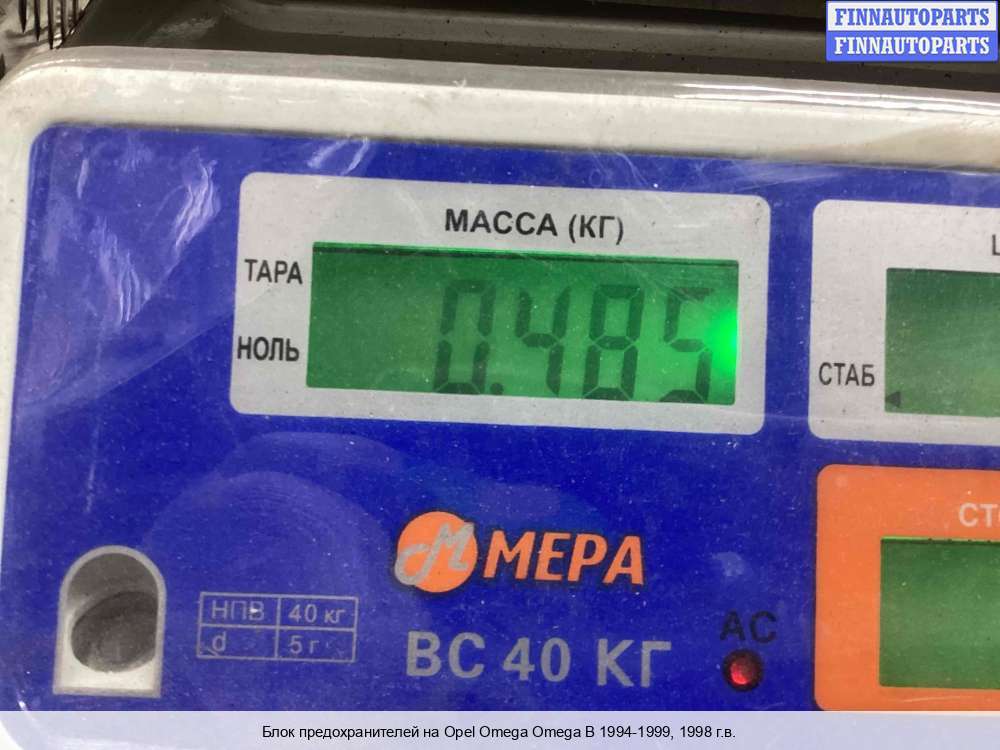 FINNAUTOPARTS
FINNAUTOPARTS
МАССА (КГ)
ТАРА
НОЛЬ
0.485
СТАБ
МЕРА
НПВ 40 кг
d 5 г
ВС 40 КГ
AC
Блок предохранителей на Opel Omega Omega B 1994-1999, 1998 г.в.